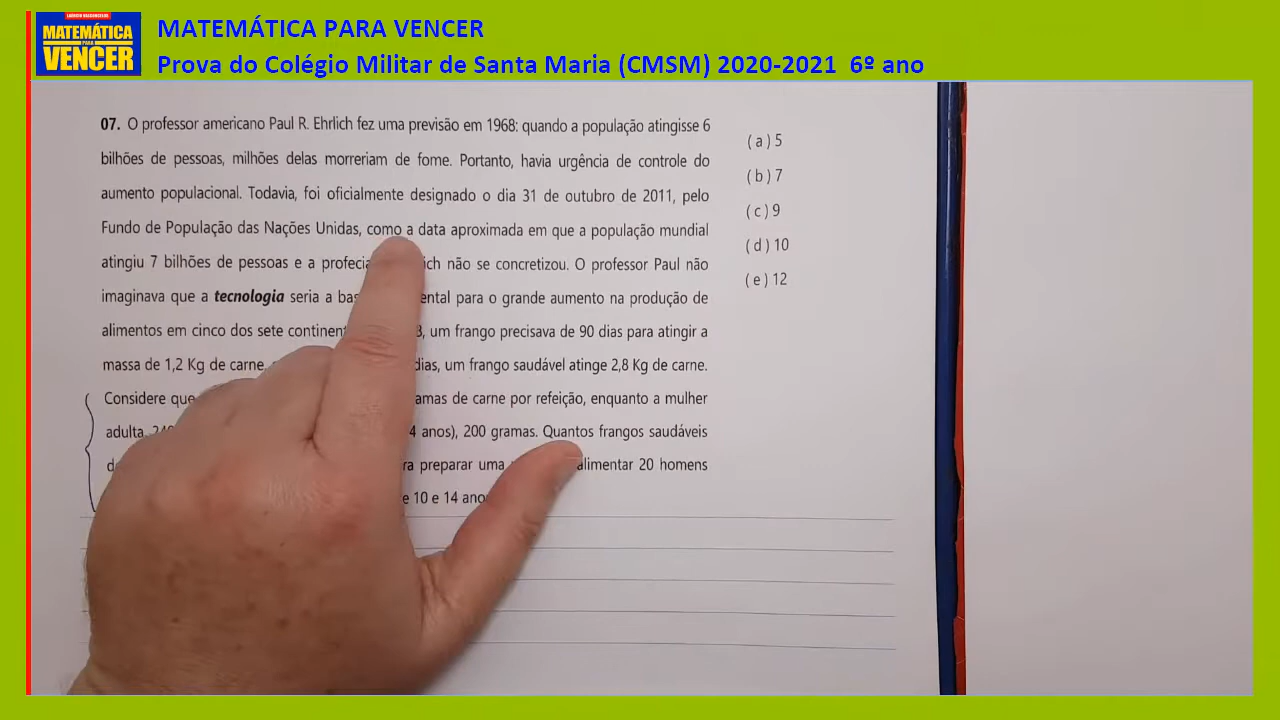 LAÉRCIO VASCONCELOS
MATEMÁTICA
PARA
VENCER
MATEMÁTICA PARA VENCER
Prova do Colégio Militar de Santa Maria (CMSM) 2020-2021 6º ano
07. O professor americano Paul R. Ehrlich fez uma previsão em 1968: quando a população atingisse 6
bilhões de pessoas, milhões delas morreriam de fome. Portanto, havia urgência de controle do
aumento populacional. Todavia, foi oficialmente designado o dia 31 de outubro de 2011, pelo
Fundo de População das Nações Unidas, como a data aproximada em que a população mundial
atingiu 7 bilhões de pessoas e a profecia ich não se concretizou. O professor Paul não
imaginava que a tecnologia seria a bas ental para o grande aumento na produção de
alimentos em cinco dos sete continent 8, um frango precisava de 90 dias para atingir a
massa de 1,2 Kg de carne, dias, um frango saudável atinge 2,8 Kg de carne.
Considere que amas de carne por refeição, enquanto a mulher
adulta, 4 anos), 200 gramas. Quantos frangos saudáveis
ra preparar uma alimentar 20 homens
e 10 e 14 ano
( a ) 5
( b ) 7
( c ) 9
( d ) 10
( e ) 12